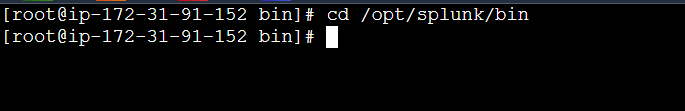 [root@ip-172-31-91-152 bin]# cd /opt/splunk/bin
[root@ip-172-31-91-152 bin]#